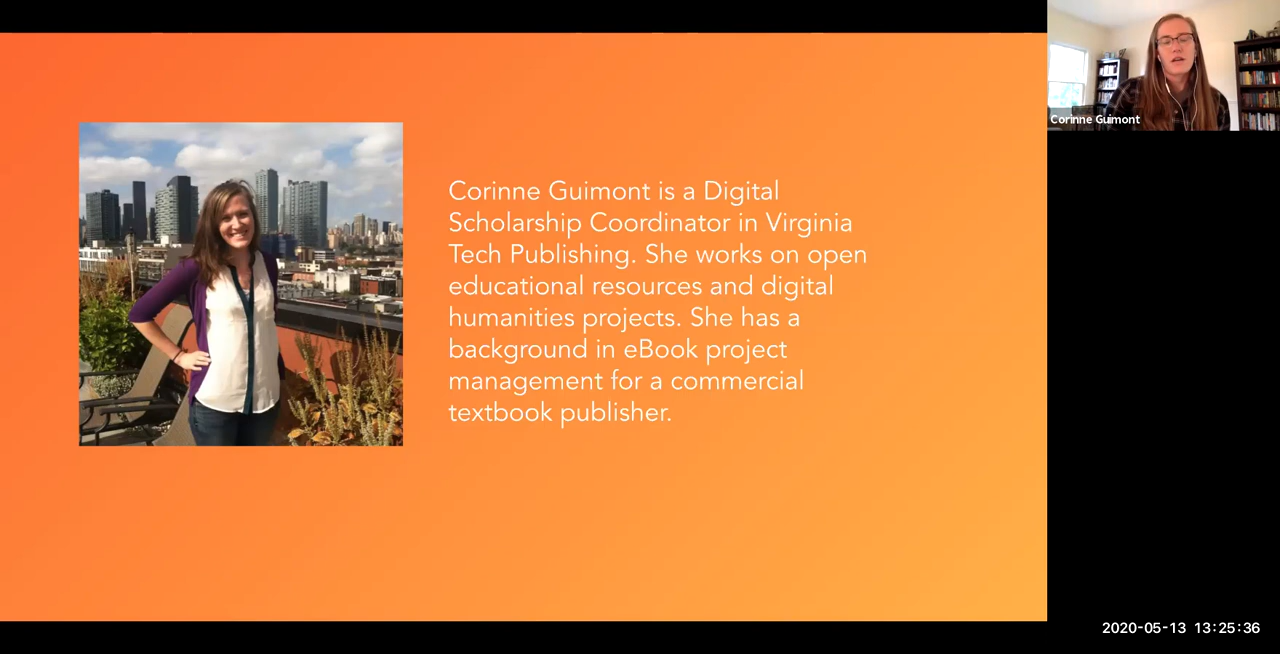 Corinne Guimont is a Digital
Scholarship Coordinator in Virginia
Tech Publishing. She works on open
educational resources and digital
humanities projects. She has a
background in eBook project
management for a commercial
textbook publisher.
Corinne Guimont
2020-05-13 13:25:36